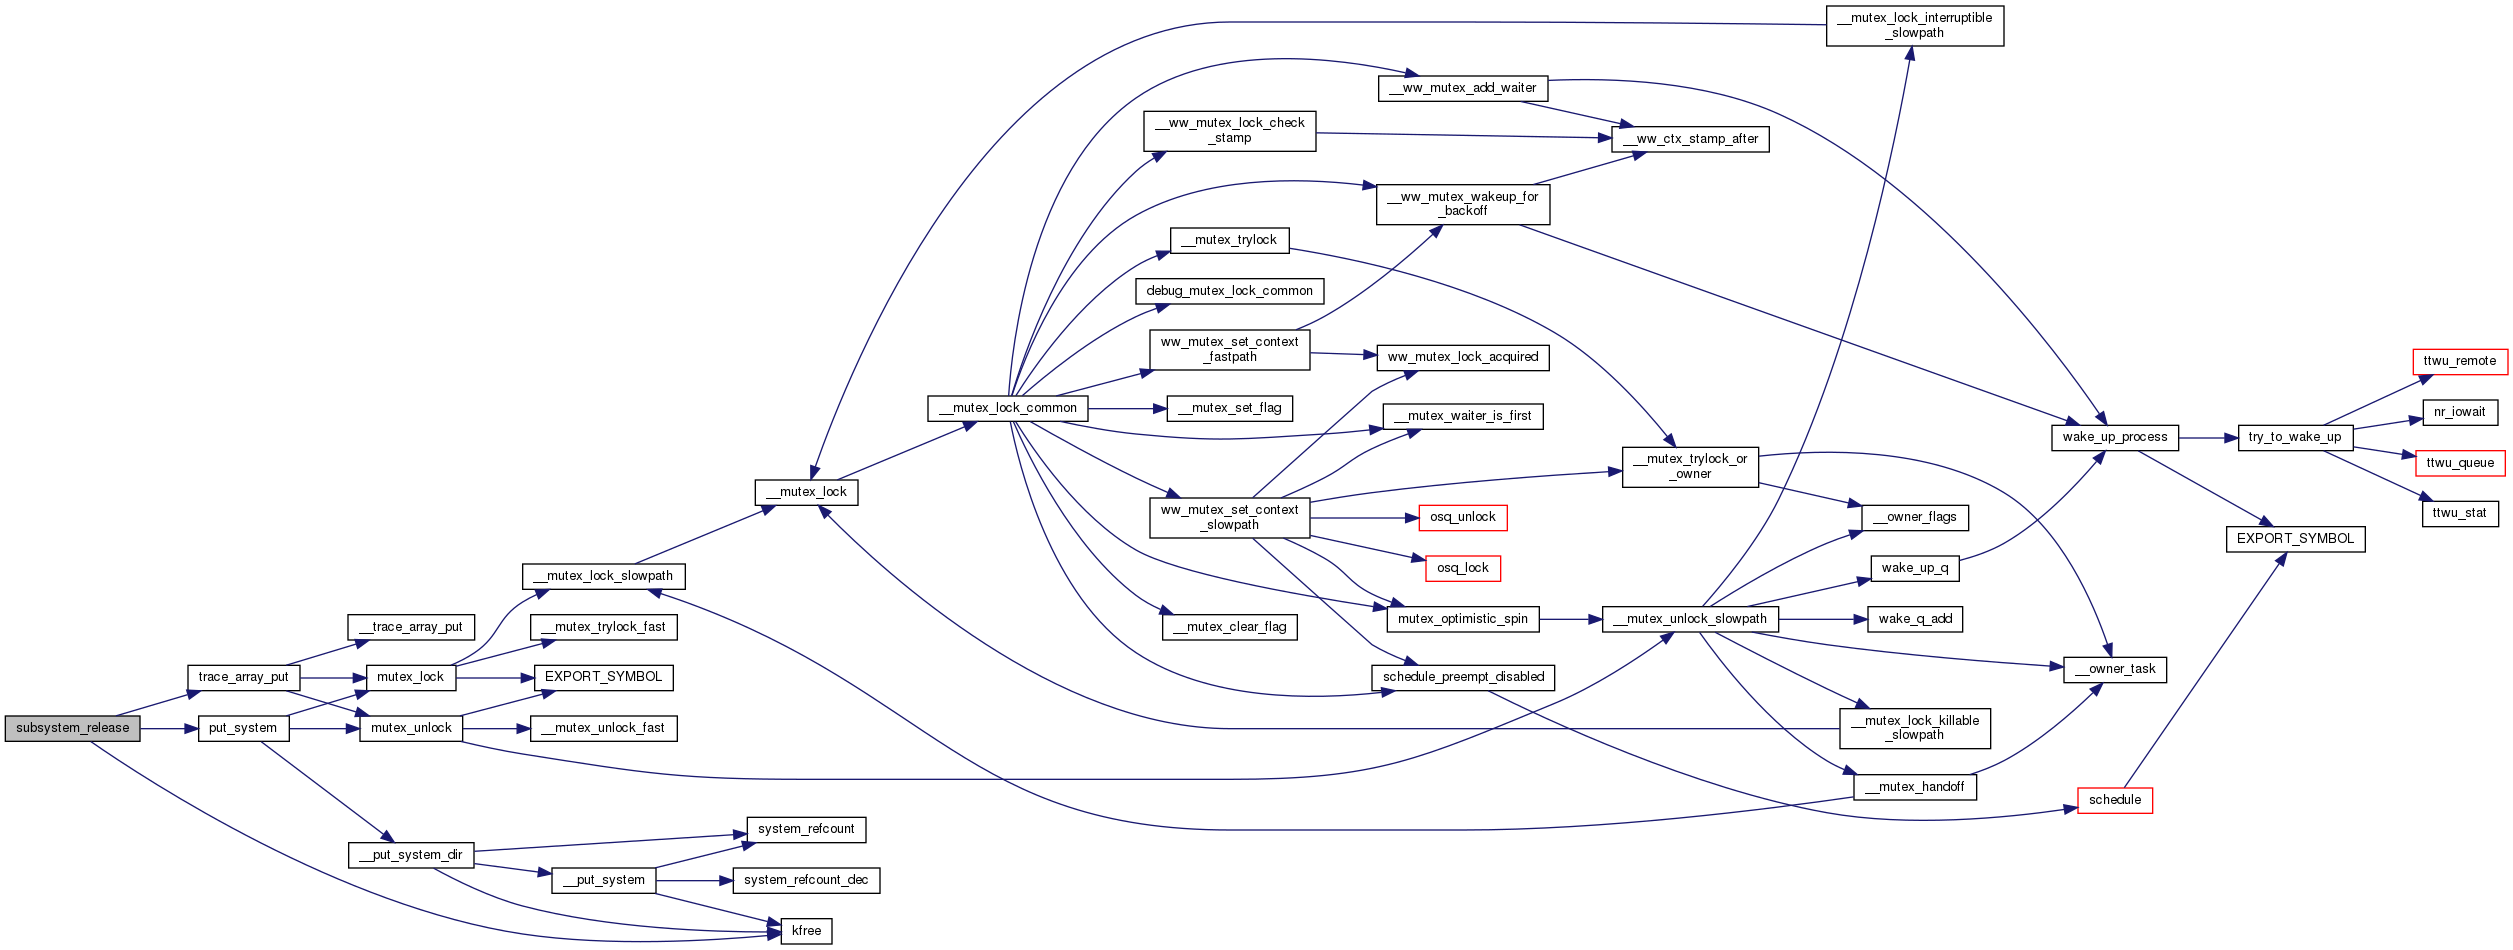 __mutex_lock_interruptible
_slowpath
__ww_mutex_add_waiter
__ww_mutex_lock_check
_stamp
__ww_ctx_stamp_after
__ww_mutex_wakeup_for
_backoff
__mutex_trylock
debug_mutex_lock_common
ww_mutex_set_context
_fastpath
ww_mutex_lock_acquired
ttwu_remote
__mutex_lock_common
__mutex_set_flag
__mutex_waiter_is_first
nr_iowait
wake_up_process
try_to_wake_up
__mutex_trylock_or
_owner
ttwu_queue
__mutex_lock
ww_mutex_set_context
_slowpath
osq_unlock
__owner_flags
ttwu_stat
EXPORT_SYMBOL
osq_lock
wake_up_q
__mutex_lock_slowpath
__trace_array_put
__mutex_trylock_fast
__mutex_clear_flag
mutex_optimistic_spin
__mutex_unlock_slowpath
wake_q_add
trace_array_put
mutex_lock
EXPORT_SYMBOL
schedule_preempt_disabled
__owner_task
subsystem_release
put_system
mutex_unlock
__mutex_unlock_fast
__mutex_lock_killable
_slowpath
__mutex_handoff
schedule
system_refcount
__put_system_dir
__put_system
system_refcount_dec
kfree